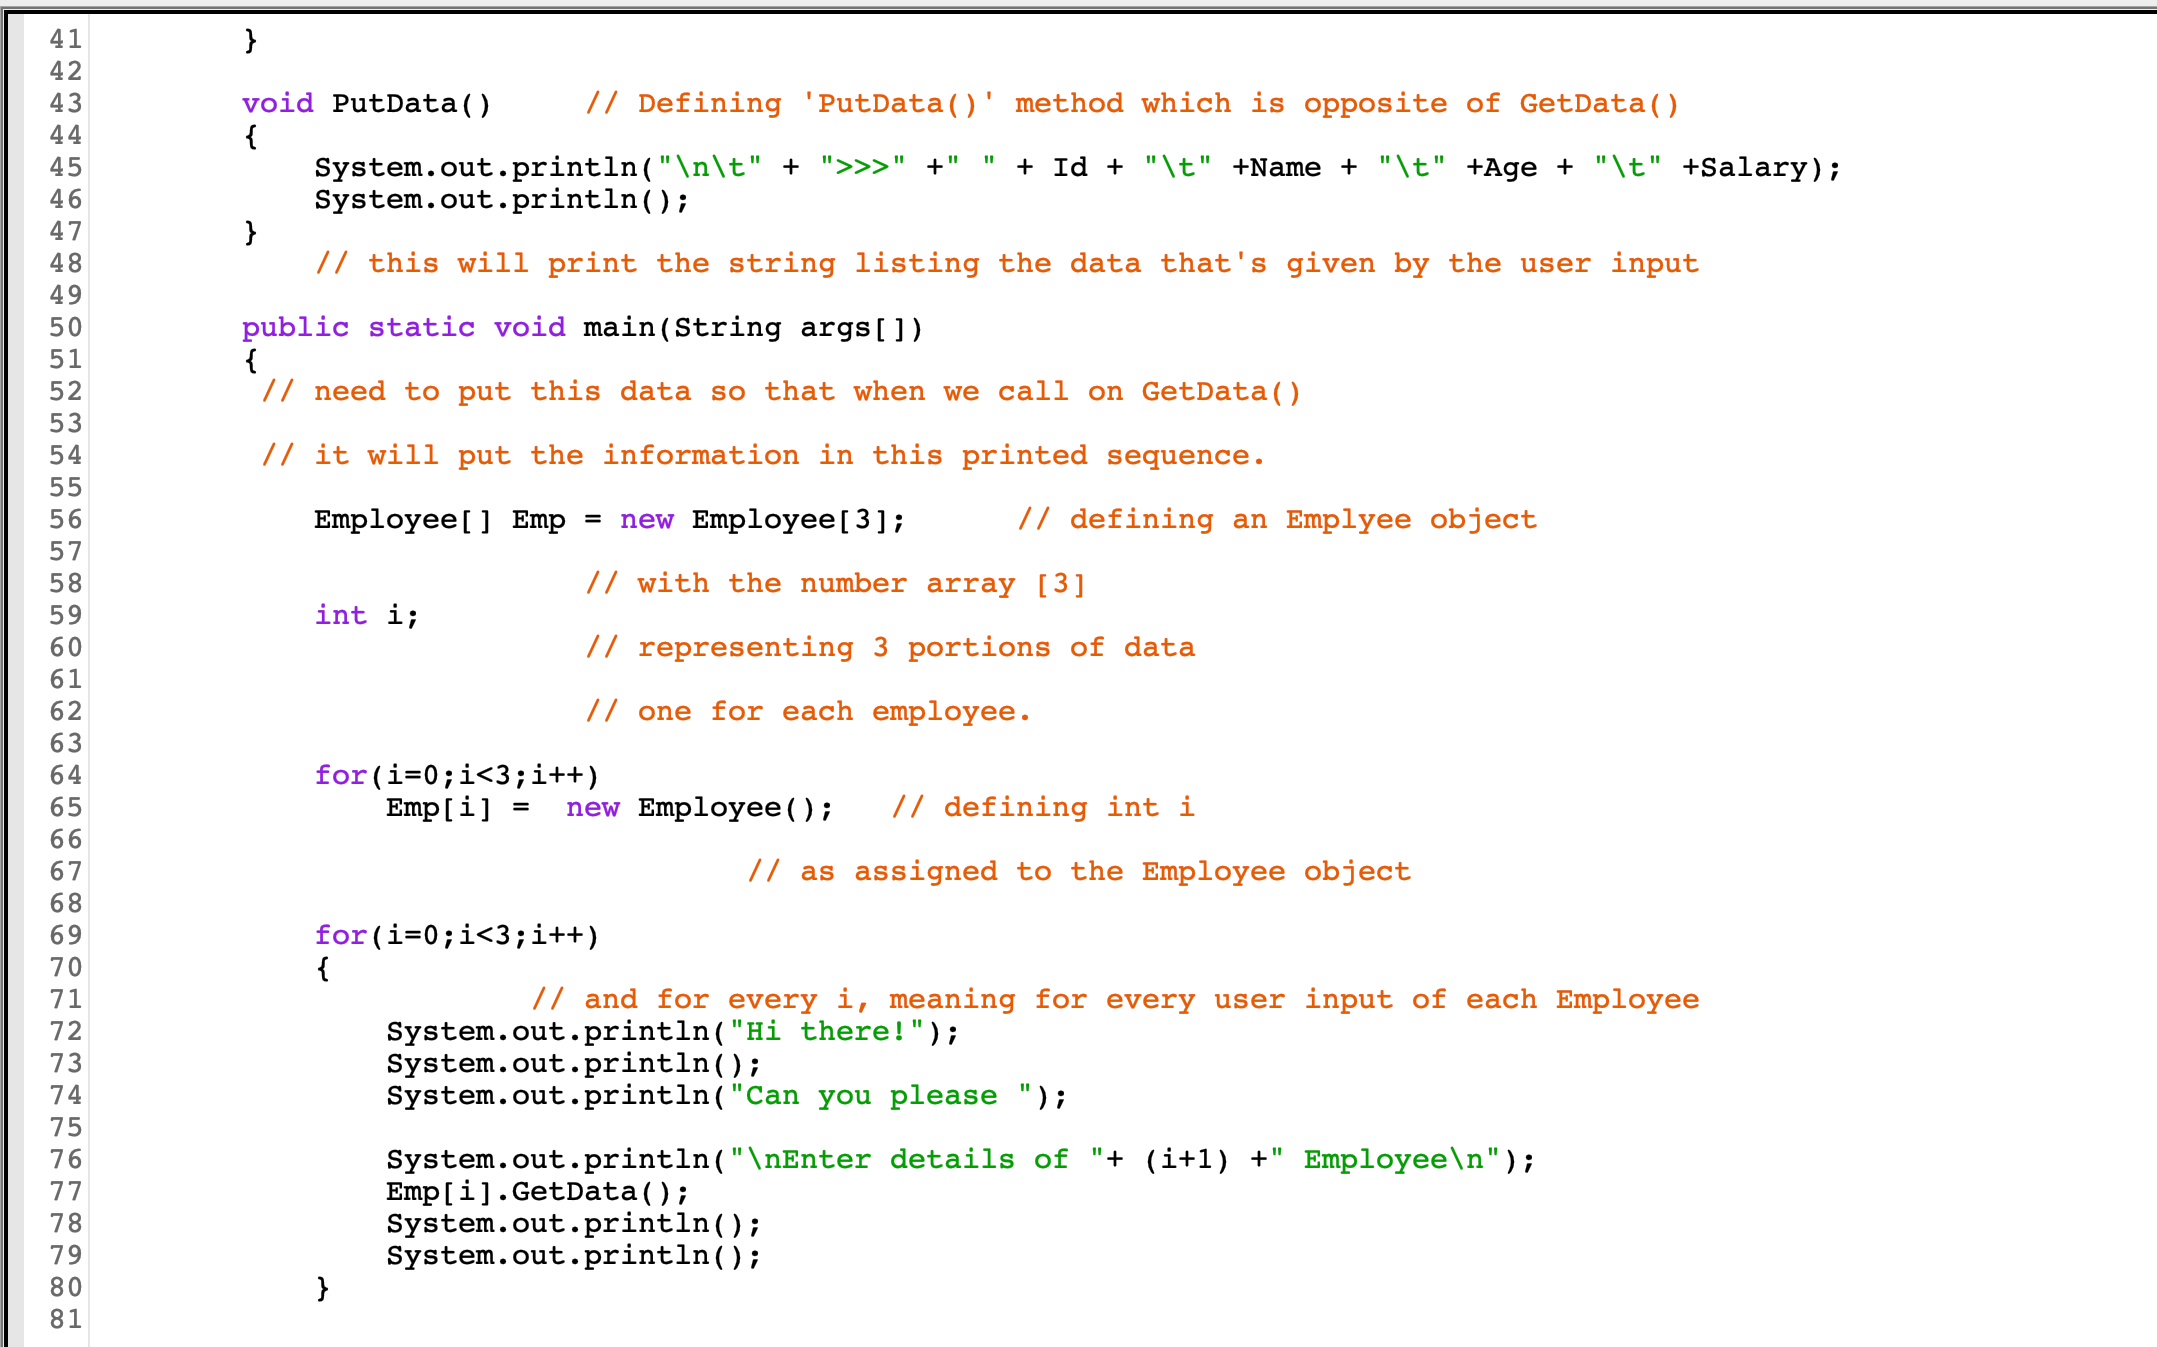 41 }
42
43 void PutData() // Defining 'PutData()' method which is opposite of GetData()
44 {
45 System.out.println("\n\t" + ">>>" +" " + Id + "\t" +Name + "\t" +Age + "\t" +Salary);
46 System.out.println();
47 }
48 // this will print the string listing the data that's given by the user input
49
50 public static void main(String args[])
51 {
52 // need to put this data so that when we call on GetData()
53
54 // it will put the information in this printed sequence.
55
56 Employee[] Emp = new Employee[3]; // defining an Emplyee object
57
58 // with the number array [3]
59 int i;
60 // representing 3 portions of data
61
62 // one for each employee.
63
64 for(i=0;i<3;i++)
65 Emp[i] =  new Employee(); // defining int i
66
67 // as assigned to the Employee object
68
69 for(i=0;i<3;i++)
70 {
71 // and for every i, meaning for every user input of each Employee
72 System.out.println("Hi there!");
73 System.out.println();
74 System.out.println("Can you please ");
75
76 System.out.println("\nEnter details of "+ (i+1) +" Employee\n");
77 Emp[i].GetData();
78 System.out.println();
79 System.out.println();
80 }
81